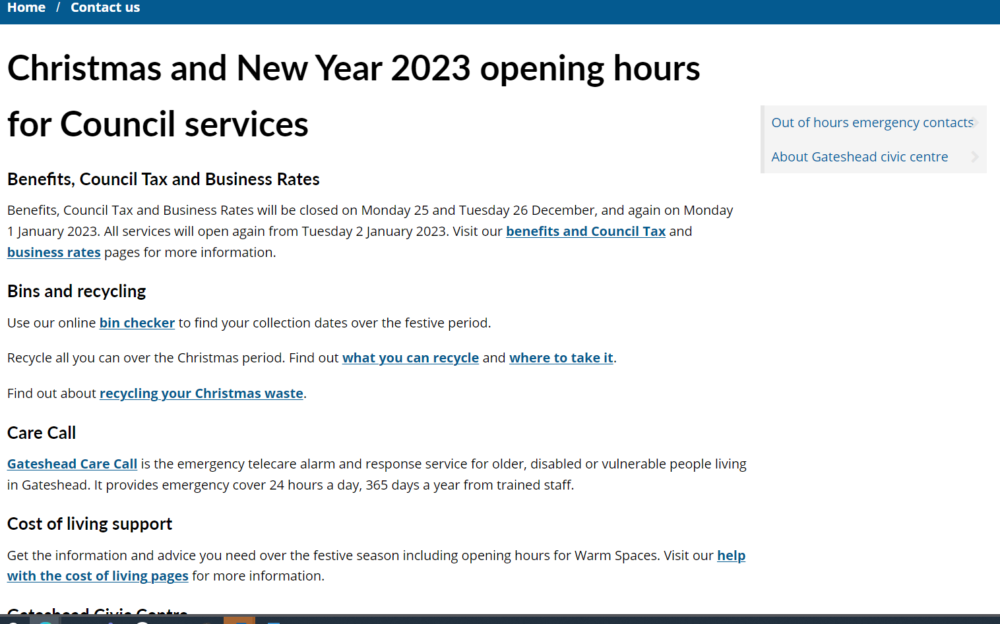 Home / Contact us
Christmas and New Year 2023 opening hours
for Council services
Out of hours emergency contacts
About Gateshead civic centre
Benefits, Council Tax and Business Rates
Benefits, Council Tax and Business Rates will be closed on Monday 25 and Tuesday 26 December, and again on Monday
1 January 2023. All services will open again from Tuesday 2 January 2023. Visit our benefits and Council Tax and
business rates pages for more information.
Bins and recycling
Use our online bin checker to find your collection dates over the festive period.
Recycle all you can over the Christmas period. Find out what you can recycle and where to take it.
Find out about recycling your Christmas waste.
Care Call
Gateshead Care Call is the emergency telecare alarm and response service for older, disabled or vulnerable people living
in Gateshead. It provides emergency cover 24 hours a day, 365 days a year from trained staff.
Cost of living support
Get the information and advice you need over the festive season including opening hours for Warm Spaces. Visit our help
with the cost of living pages for more information.
Gateshead Civic Centre